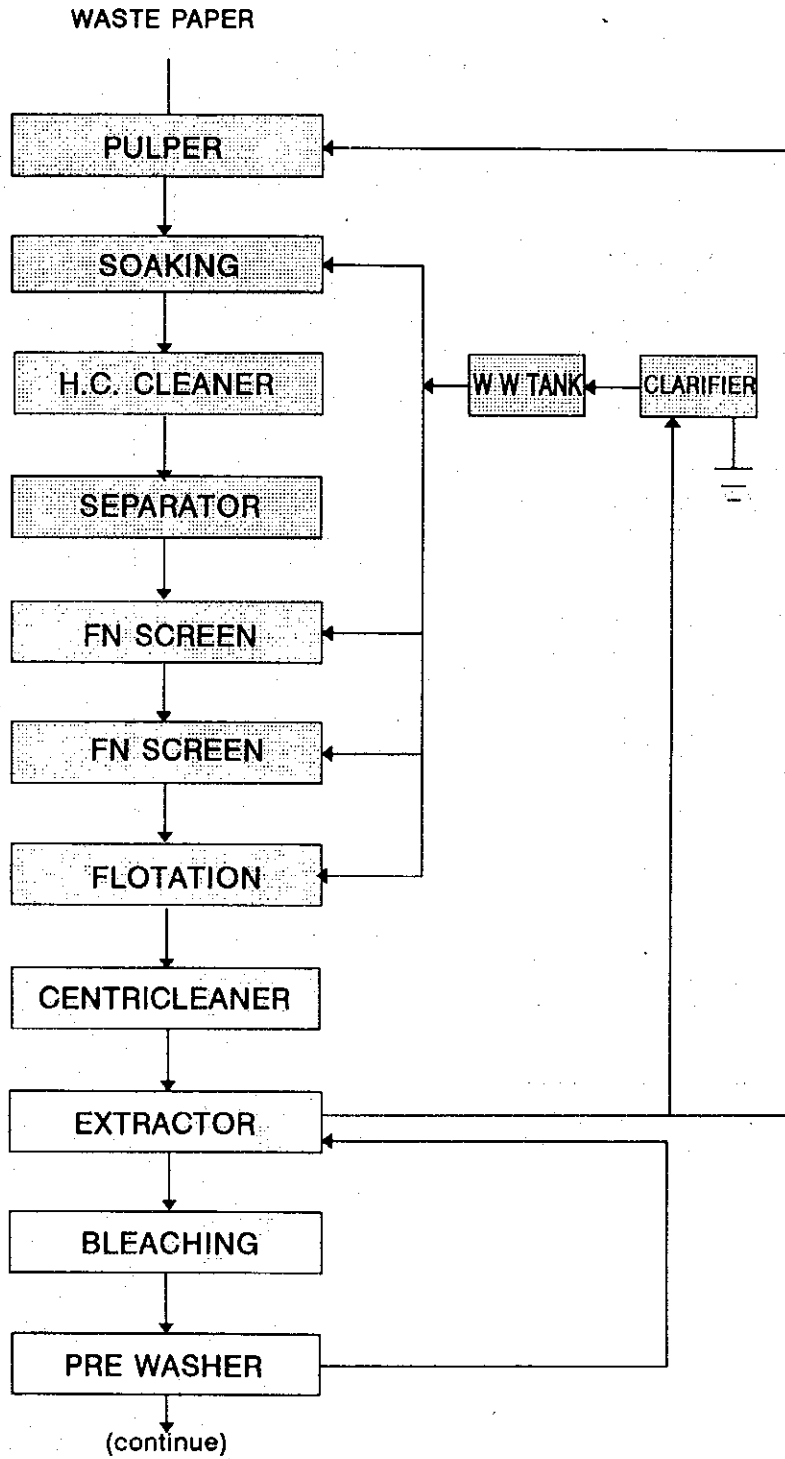 WASTE PAPER
PULPER
SOAKING
H.C. CLEANER
W W TANK
CLARIFIER
SEPARATOR
FN SCREEN
FN SCREEN
FLOTATION
CENTRICLEANER
EXTRACTOR
BLEACHING
PRE WASHER
(continue)